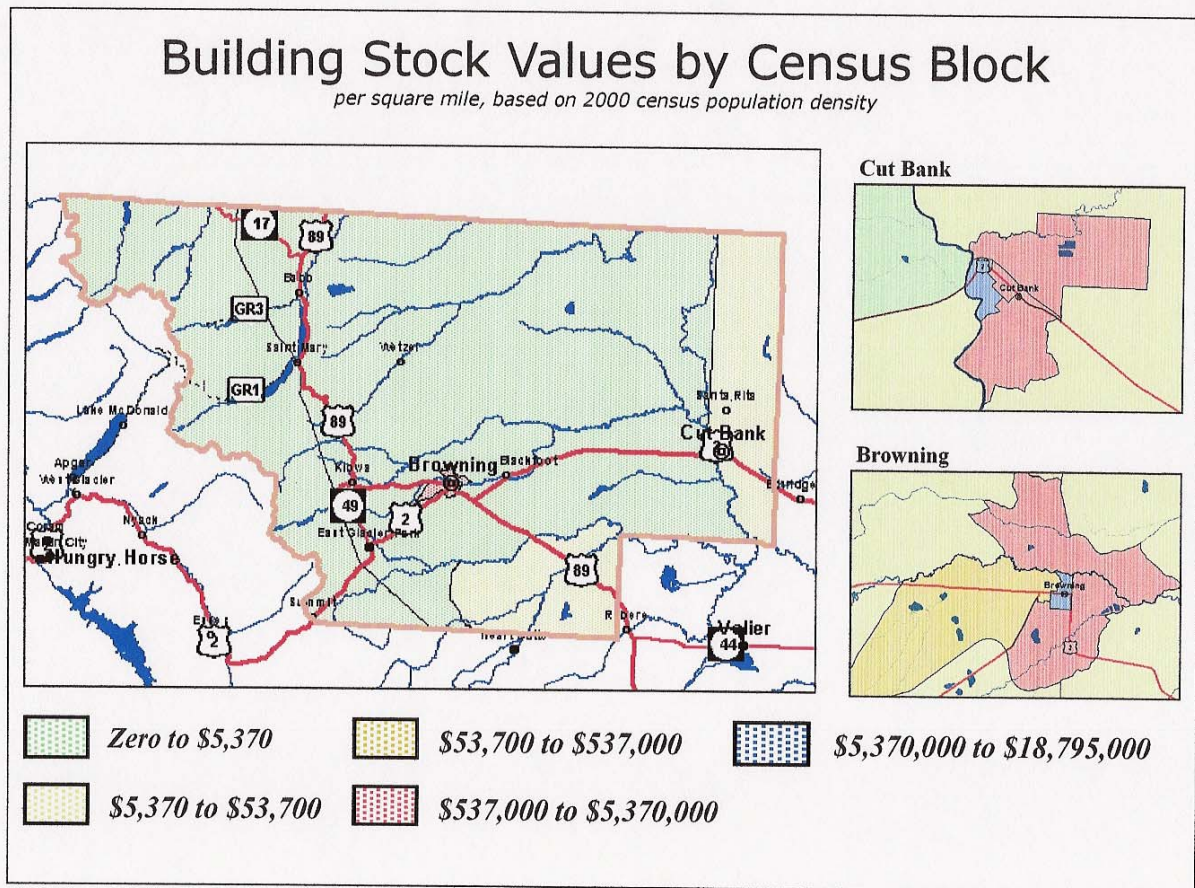 Building Stock Values by Census Block
per square mile, based on 2000 census population density
Cut Bank
17
89
Babb
GR3
Saint Mary
Wetzel
GR1
Lake McDonald
89
Santa Rita
Cut Bank
Cut Bank
Browning
Apgar
West Glacier
Kiowa
Browning
Blackfoot
49
2
Nyack
East Glacier Park
Hungry Horse
89
Browning
2
Summit
Valier
44
Zero to $5,370
$53,700 to $537,000
$5,370,000 to $18,795,000
$5,370 to $53,700
$537,000 to $5,370,000